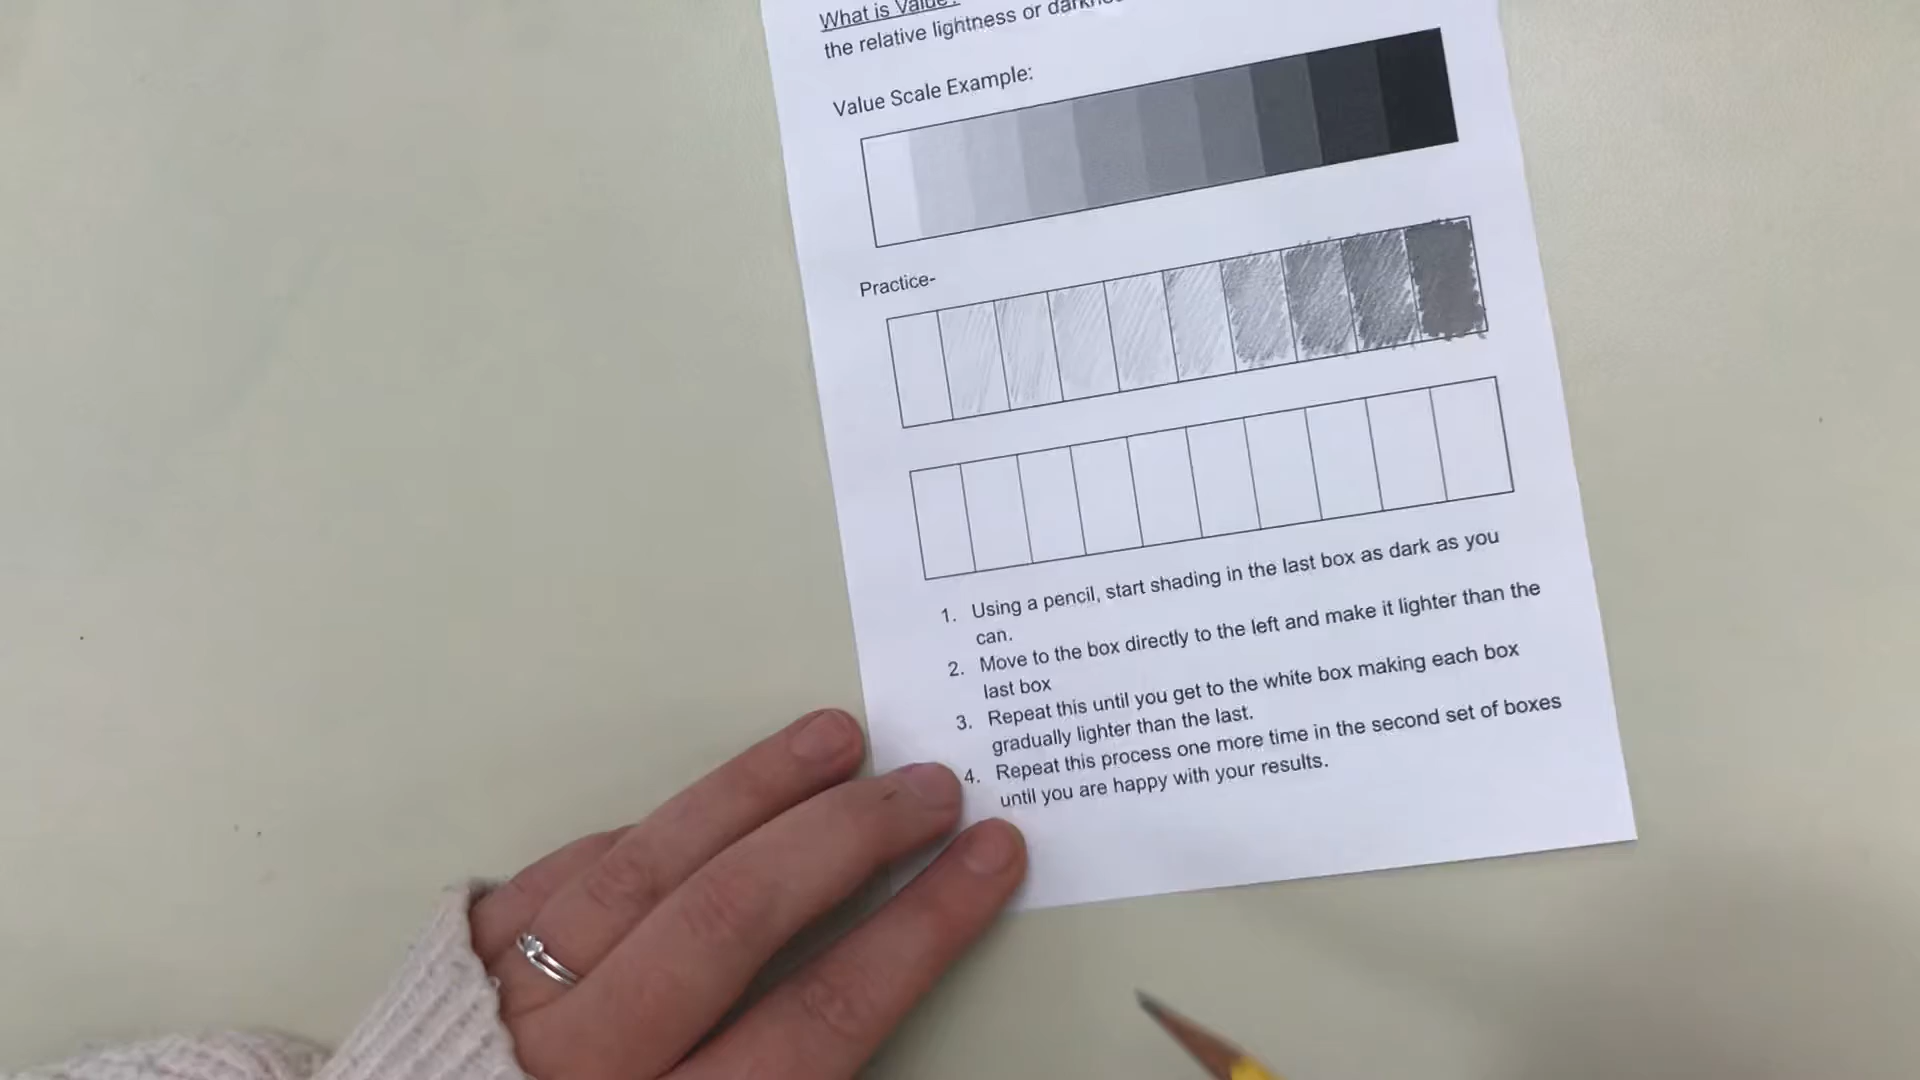 What is Value?
the relative lightness or
Value Scale Example:
Practice-
1. Using a pencil, start shading in the last box as dark as you
can.
2. Move to the box directly to the left and make it lighter than the
last box
3. Repeat this until you get to the white box making each box
gradually lighter than the last.
4. Repeat this process one more time in the second set of boxes
until you are happy with your results.